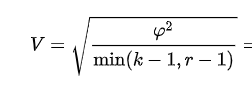 V = √(φ² / min(k − 1, r − 1)) =